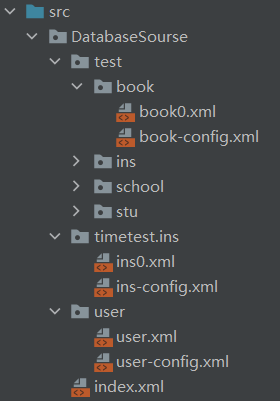 src
DatabaseSourse
test
book
book0.xml
book-config.xml
ins
school
stu
timetest.ins
ins0.xml
ins-config.xml
user
user.xml
user-config.xml
index.xml